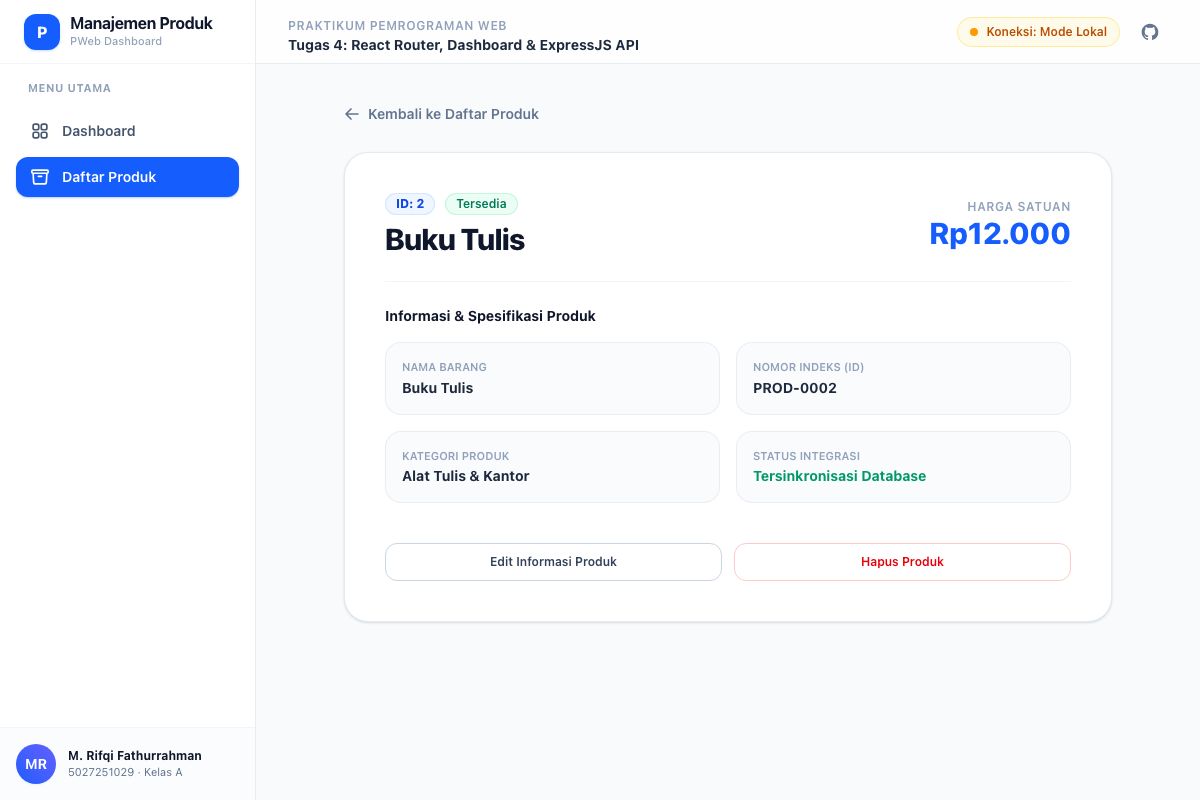 P
Manajemen Produk
PWeb Dashboard
MENU UTAMA
Dashboard
Daftar Produk
MR
M. Rifqi Fathurrahman
5027251029 · Kelas A
PRAKTIKUM PEMROGRAMAN WEB
Tugas 4: React Router, Dashboard & ExpressJS API
Koneksi: Mode Lokal
Kembali ke Daftar Produk
ID: 2
Tersedia
Buku Tulis
HARGA SATUAN
Rp12.000
Informasi & Spesifikasi Produk
NAMA BARANG
Buku Tulis
NOMOR INDEKS (ID)
PROD-0002
KATEGORI PRODUK
Alat Tulis & Kantor
STATUS INTEGRASI
Tersinkronisasi Database
Edit Informasi Produk
Hapus Produk